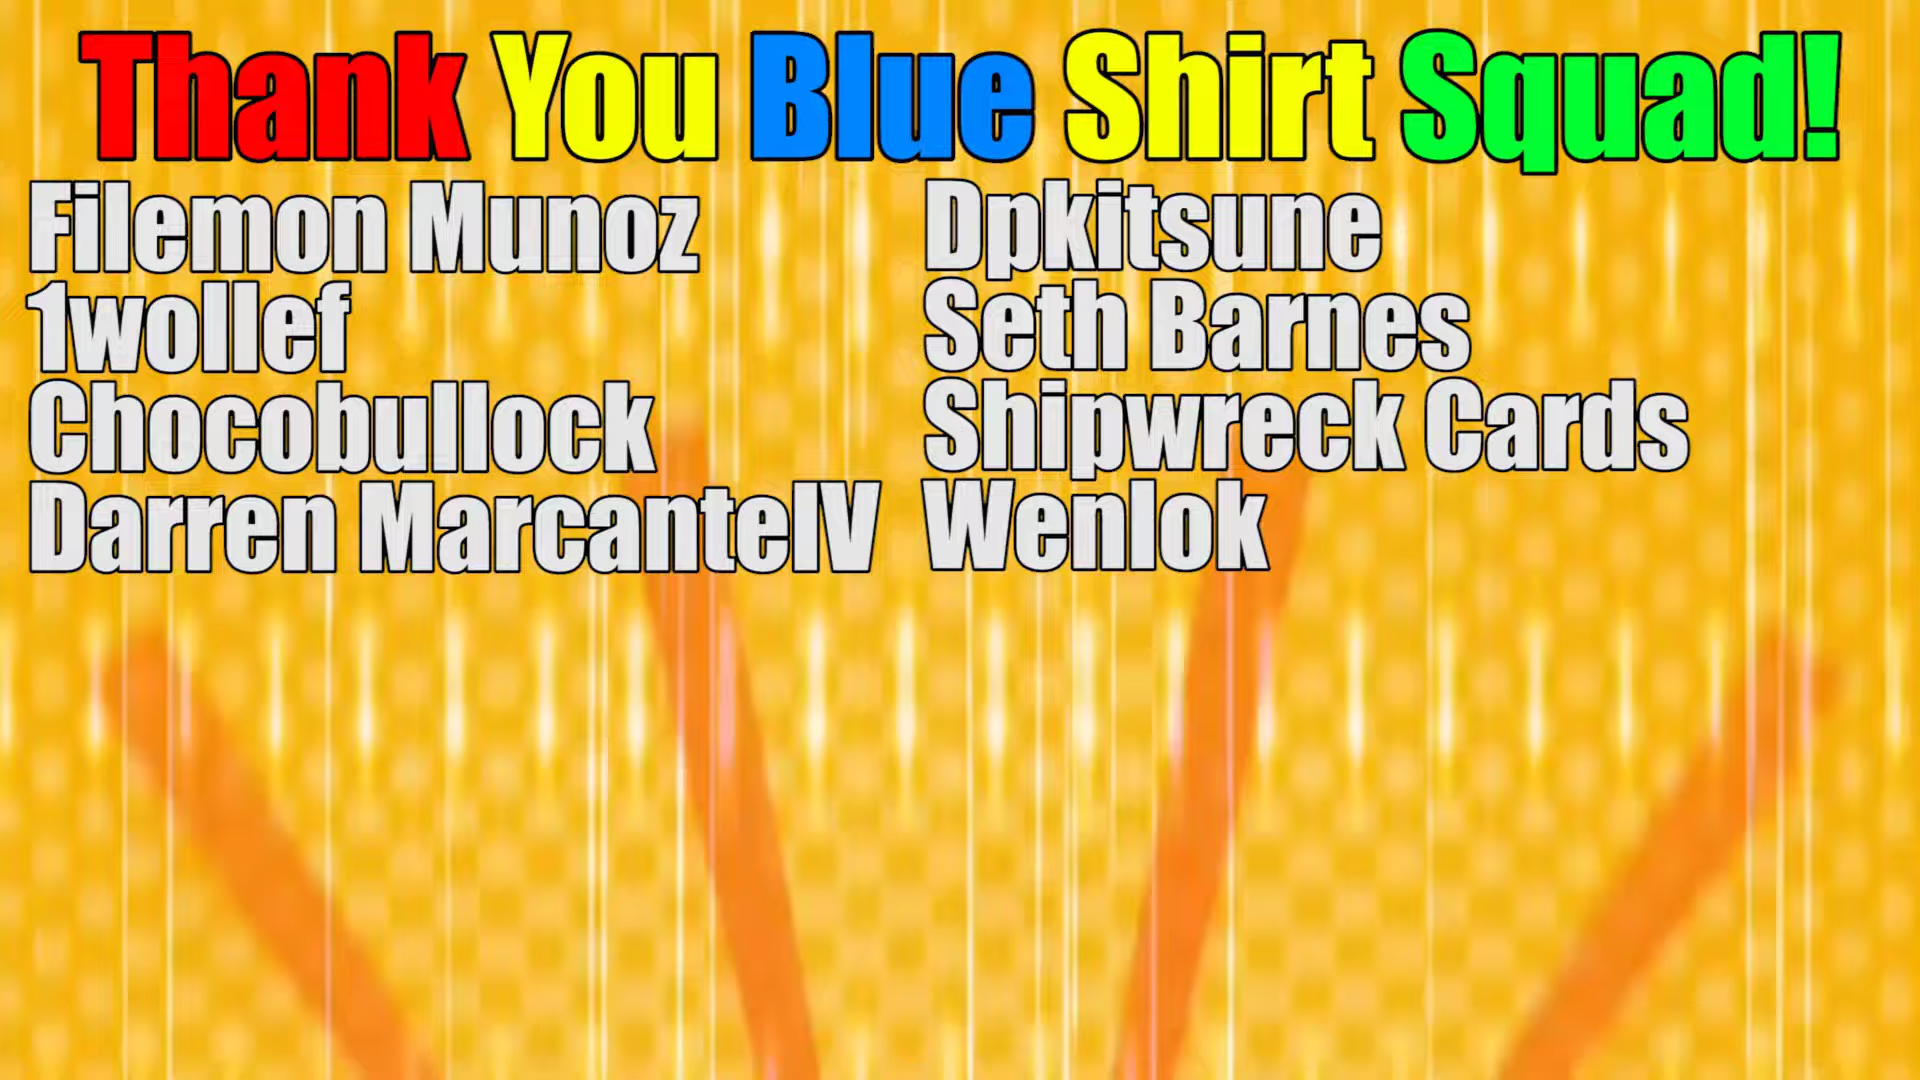 Thank You Blue Shirt Squad!
Filemon Munoz
1wollef
Chocobullock
Darren MarcanteIV
Dpkitsune
Seth Barnes
Shipwreck Cards
Wenlok